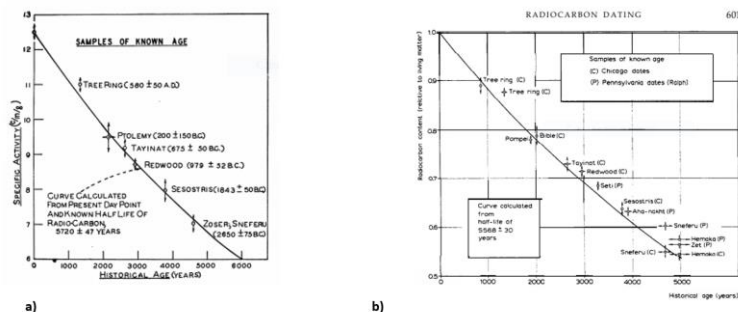 SAMPLES OF KNOWN AGE
TREE RING (580 ± 50 A.D.)
PTOLEMY (200 ± 150 B.C.)
TAYINAT (675 ± 50 B.C.)
REDWOOD (979 ± 52 B.C.)
SESOSTRIS (1843 ± 50 B.C.)
ZOSER; SNEFERU
(2650 ± 75 B.C.)
CURVE CALCULATED
FROM PRESENT DAY POINT
AND KNOWN HALF LIFE OF
RADIO-CARBON,
5720 ± 47 YEARS
SPECIFIC ACTIVITY
13
12
11
10
9
8
7
6
0 1000 2000 3000 4000 5000 6000 7000
HISTORICAL AGE (YEARS)
a)
RADIOCARBON DATING
Samples of known age
(C) Chicago dates
(P) Pennsylvania dates (Ralph)
Tree ring (C)
Tree ring (C)
Bible (C)
Pompeii
Tayinat (C)
Redwood (C)
Seti (P)
Sesostris (C)
Aha-nakht (P)
Sneferu (P)
Hemaka (P)
Zet (P)
Sneferu (C)
Hemaka (C)
Curve calculated
from
half-life of
5568 ± 30
years
Radiocarbon content (relative to living matter)
1.0
0.9
0.8
0.7
0.6
0.5
0 1000 2000 3000 4000 5000
Historical age (years)
b)